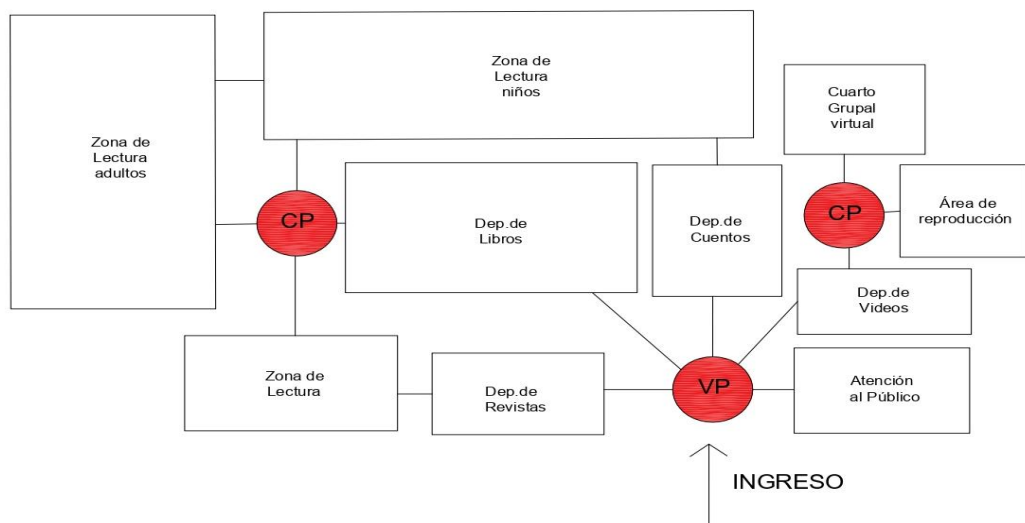 Zona de
Lectura
niños
Cuarto
Grupal
virtual
Zona de
Lectura
adultos
CP
Dep.de
Libros
Dep.de
Cuentos
CP
Área de
reproducción
Dep.de
Videos
Zona de
Lectura
Dep.de
Revistas
VP
Atención
al Público
INGRESO